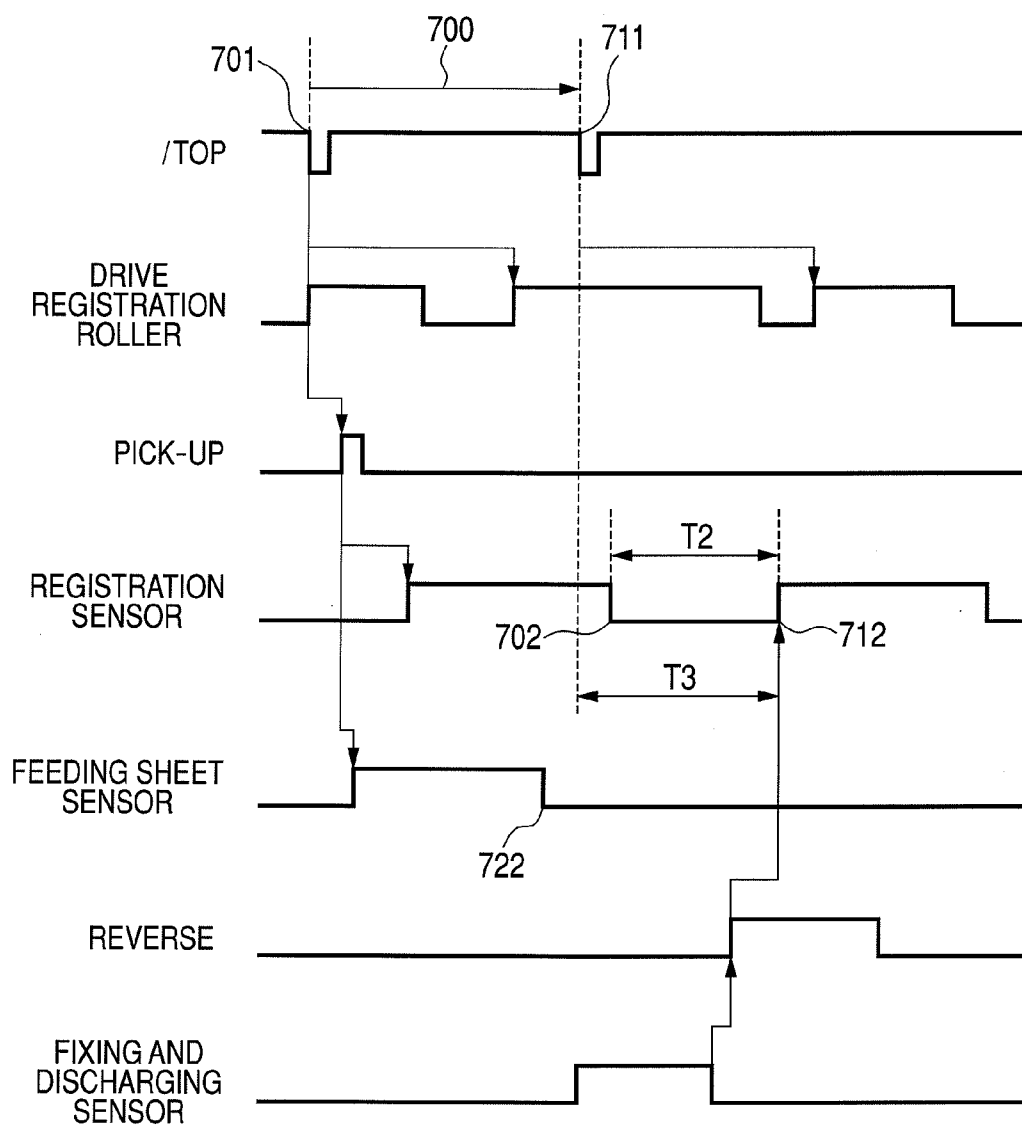 700
701
711
/TOP
DRIVE
REGISTRATION
ROLLER
PICK-UP
T2
REGISTRATION
SENSOR
702
712
T3
FEEDING SHEET
SENSOR
722
REVERSE
FIXING AND
DISCHARGING
SENSOR